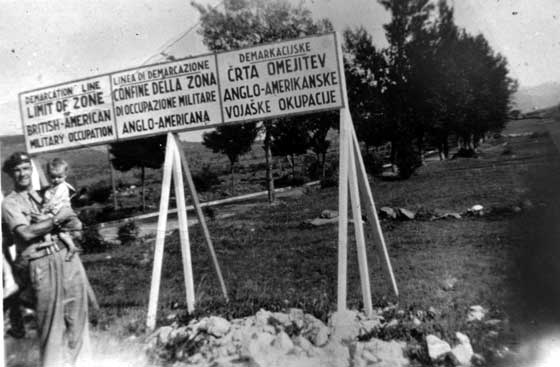 DEMARCATION LINE
LIMIT OF ZONE
OF
BRITISH-AMERICAN
MILITARY OCCUPATION
LINEA DI DEMARCAZIONE
CONFINE DELLA ZONA
DI OCCUPAZIONE MILITARE
ANGLO-AMERICANA
DEMARKACIJSKE
ČRTA OMEJITEV
ANGLO-AMERIKANSKE
VOJAŠKE OKUPACIJE